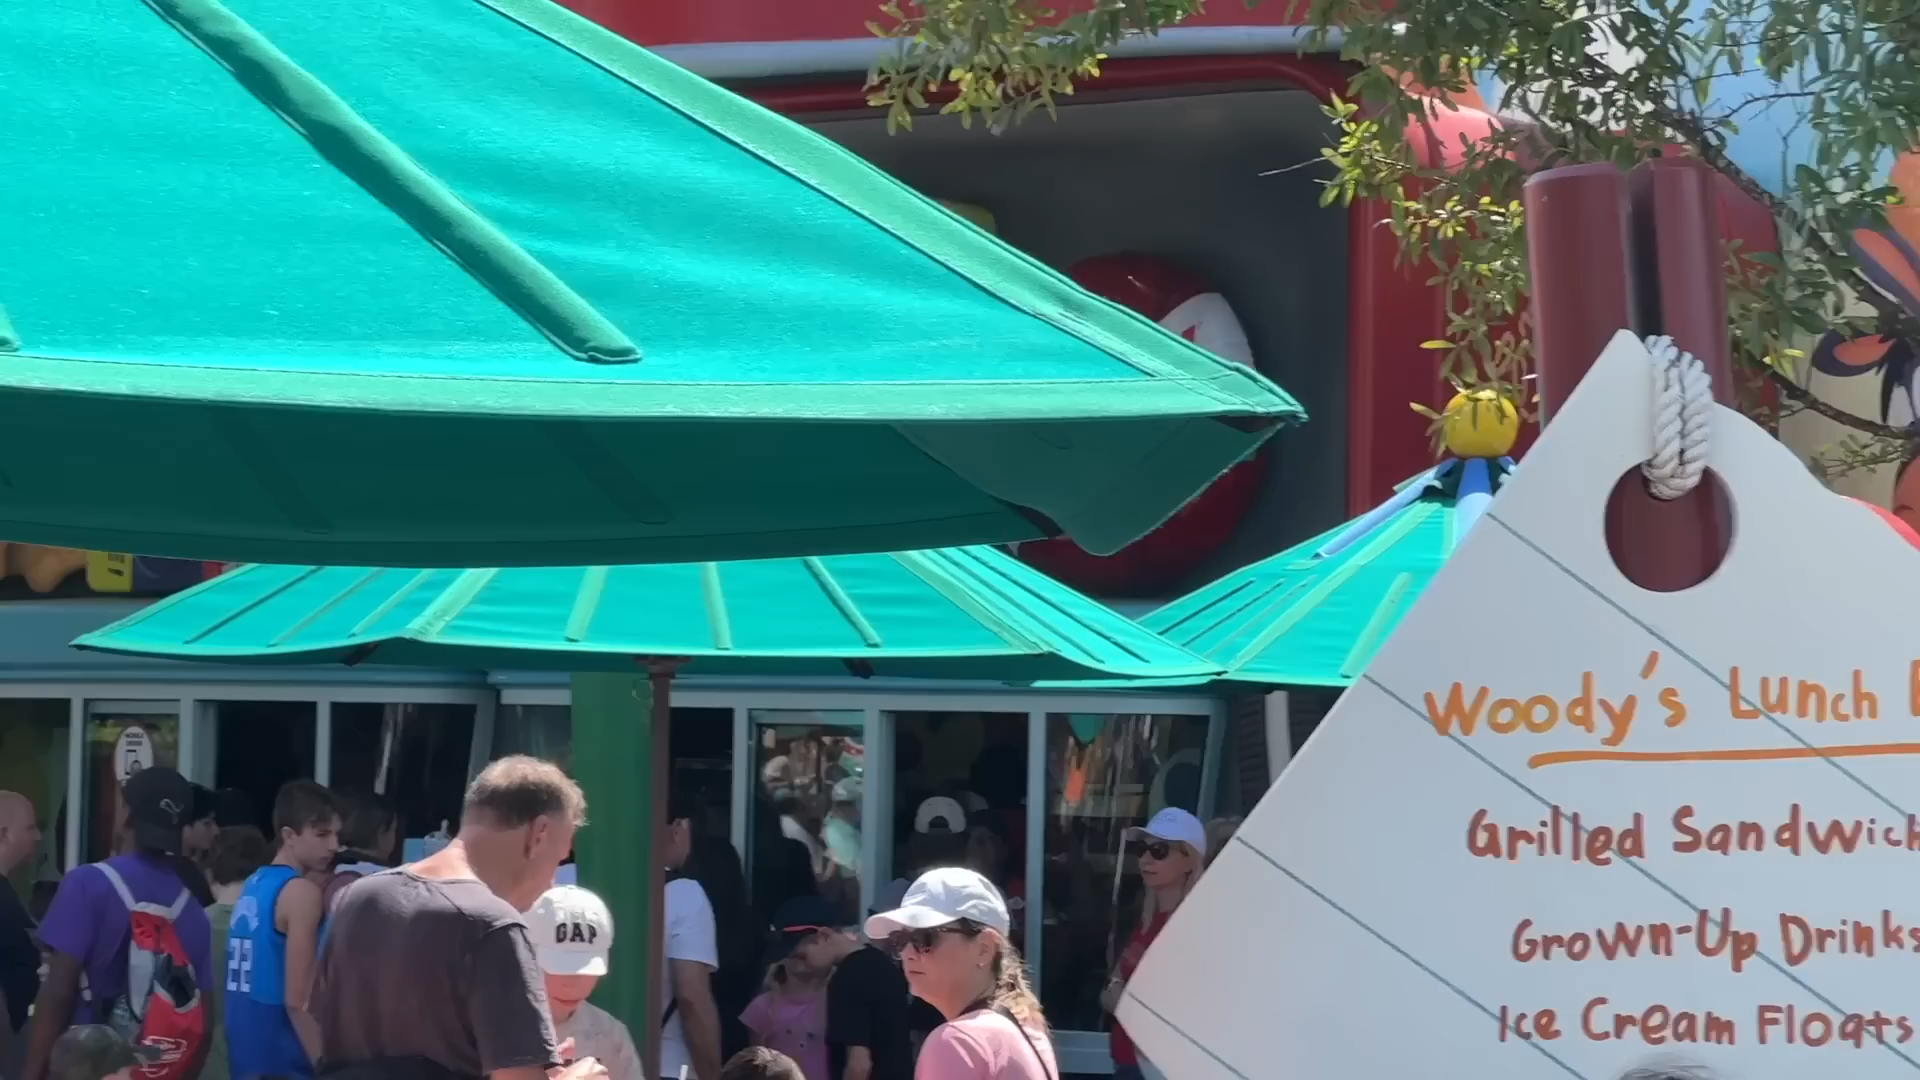 Woody's Lunch
Grilled Sandwich
Grown-Up Drinks
Ice Cream Floats
GAP
22